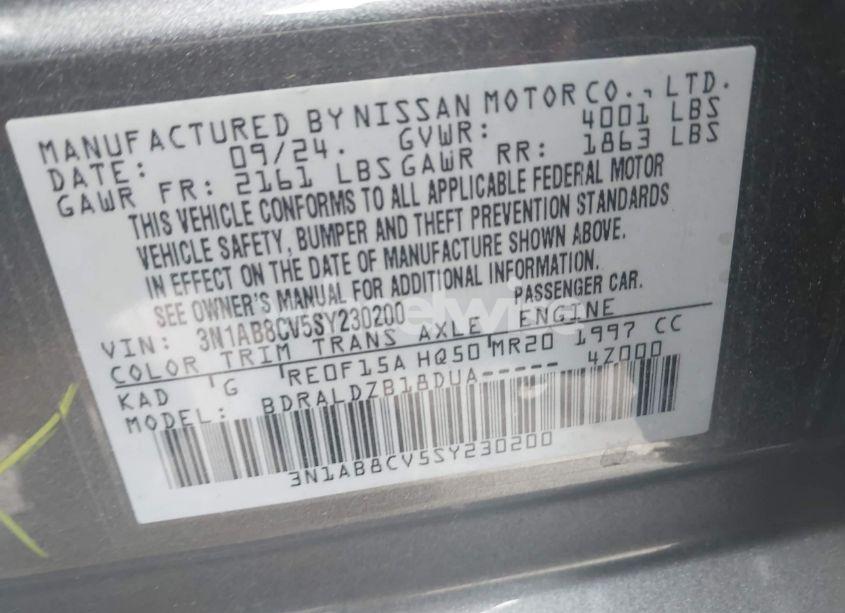 MANUFACTURED BY NISSAN MOTOR CO., LTD.
DATE: 09/24. GVWR: 4001 LBS
GAWR FR: 2161 LBS GAWR RR: 1863 LBS
THIS VEHICLE CONFORMS TO ALL APPLICABLE FEDERAL MOTOR
VEHICLE SAFETY, BUMPER AND THEFT PREVENTION STANDARDS
IN EFFECT ON THE DATE OF MANUFACTURE SHOWN ABOVE.
SEE OWNER'S MANUAL FOR ADDITIONAL INFORMATION.
VIN: 3N1AB8CV5SY230200 PASSENGER CAR.
COLOR TRIM TRANS AXLE ENGINE
KAD G RE0F15A HQ50 MR20 1997 CC
MODEL: BDRALDZB18DUA----- 4Z000
3N1AB8CV5SY230200